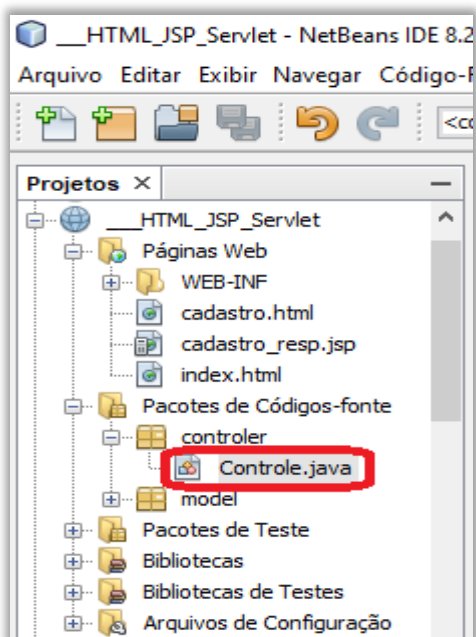 ___HTML_JSP_Servlet - NetBeans IDE 8.2
Arquivo Editar Exibir Navegar Código-F
<co
Projetos
___HTML_JSP_Servlet
Páginas Web
WEB-INF
cadastro.html
cadastro_resp.jsp
index.html
Pacotes de Códigos-fonte
controler
Controle.java
model
Pacotes de Teste
Bibliotecas
Bibliotecas de Testes
Arquivos de Configuração